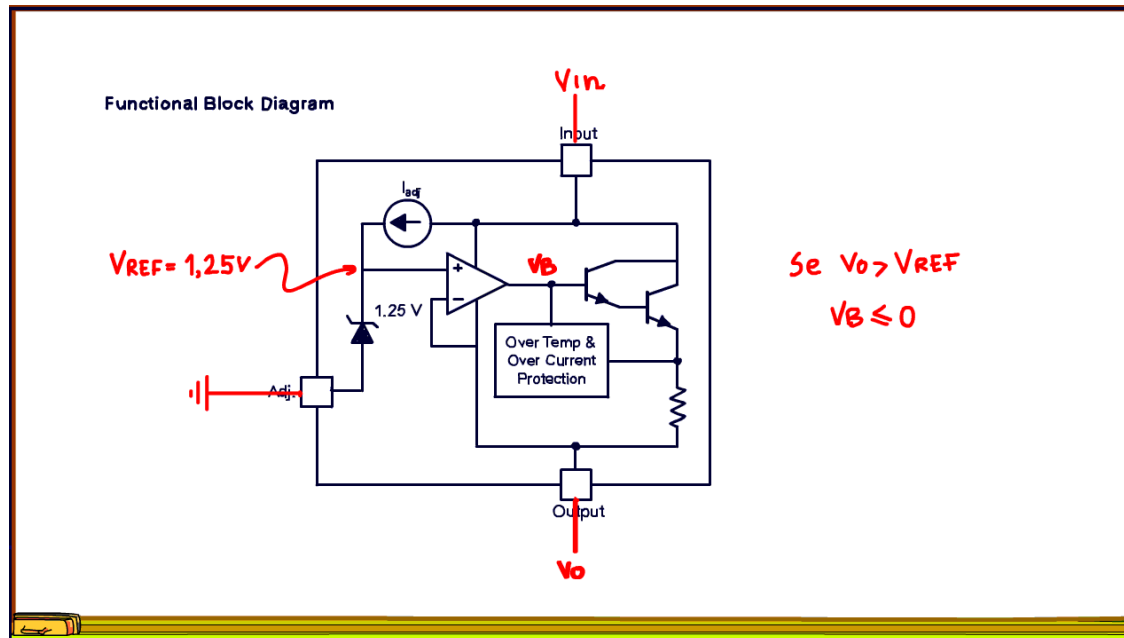 Vin
Functional Block Diagram
Input
Iadj
VREF = 1,25V
+
VB
Se Vo > VREF
−
1.25 V
VB ≤ 0
Over Temp &
Over Current
Protection
Adj.
Output
Vo